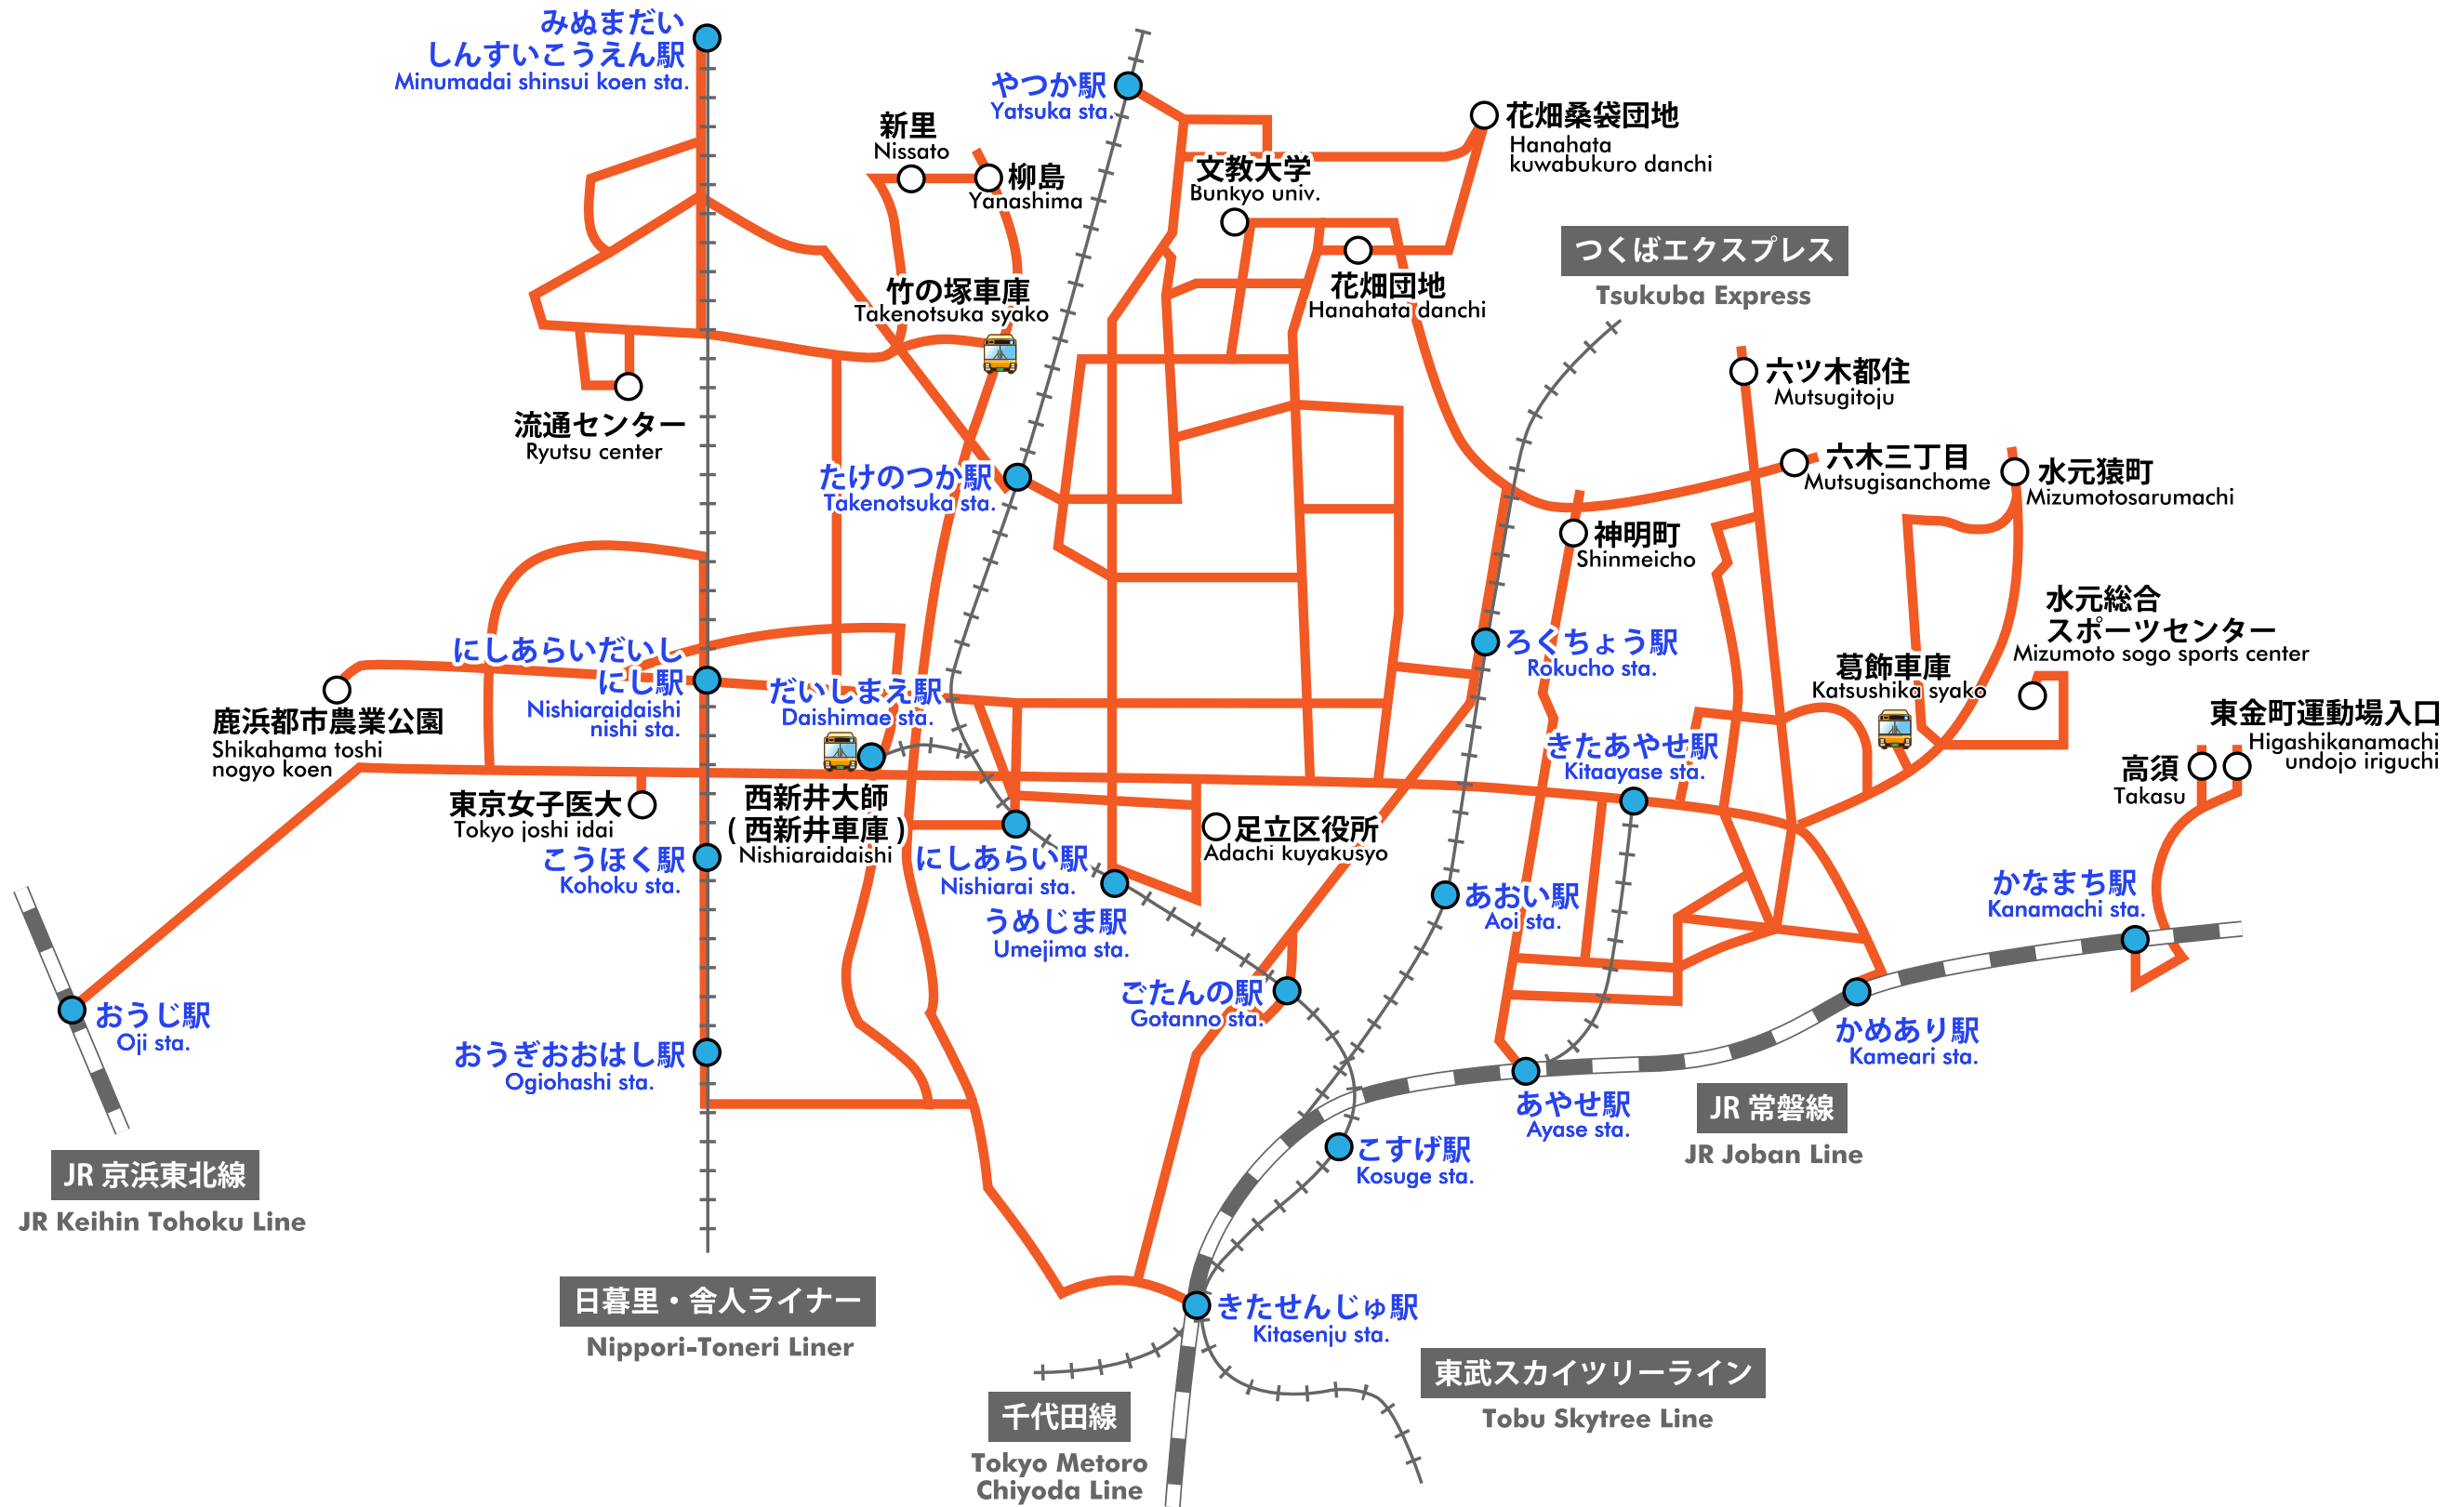 みぬまだい
しんすいこうえん駅
Minumadai shinsui koen sta.
やつか駅
Yatsuka sta.
新里
Nissato
柳島
Yanashima
花畑桑袋団地
Hanahata
kuwabukuro danchi
文教大学
Bunkyo univ.
つくばエクスプレス
Tsukuba Express
竹の塚車庫
Takenotsuka syako
花畑団地
Hanahata danchi
六ツ木都住
Mutsugitoju
流通センター
Ryutsu center
たけのつか駅
Takenotsuka sta.
六木三丁目
Mutsugisanchome
水元猿町
Mizumotosarumachi
神明町
Shinmeicho
水元総合
スポーツセンター
Mizumoto sogo sports center
にしあらいだいし
にし駅
Nishiaraidaishi
nishi sta.
だいしまえ駅
Daishimae sta.
ろくちょう駅
Rokucho sta.
葛飾車庫
Katsushika syako
鹿浜都市農業公園
Shikahama toshi
nogyo koen
東金町運動場入口
Higashikanamachi
undojo iriguchi
きたあやせ駅
Kitaayase sta.
高須
Takasu
東京女子医大
Tokyo joshi idai
西新井大師
( 西新井車庫 )
Nishiaraidaishi
足立区役所
Adachi kuyakusyo
こうほく駅
Kohoku sta.
にしあらい駅
Nishiarai sta.
うめじま駅
Umejima sta.
あおい駅
Aoi sta.
かなまち駅
Kanamachi sta.
おうじ駅
Oji sta.
ごたんの駅
Gotanno sta.
おうぎおおはし駅
Ogiohashi sta.
かめあり駅
Kameari sta.
あやせ駅
Ayase sta.
JR 常磐線
JR Joban Line
こすげ駅
Kosuge sta.
JR 京浜東北線
JR Keihin Tohoku Line
日暮里・舎人ライナー
Nippori-Toneri Liner
きたせんじゅ駅
Kitasenju sta.
東武スカイツリーライン
Tobu Skytree Line
千代田線
Tokyo Metoro
Chiyoda Line